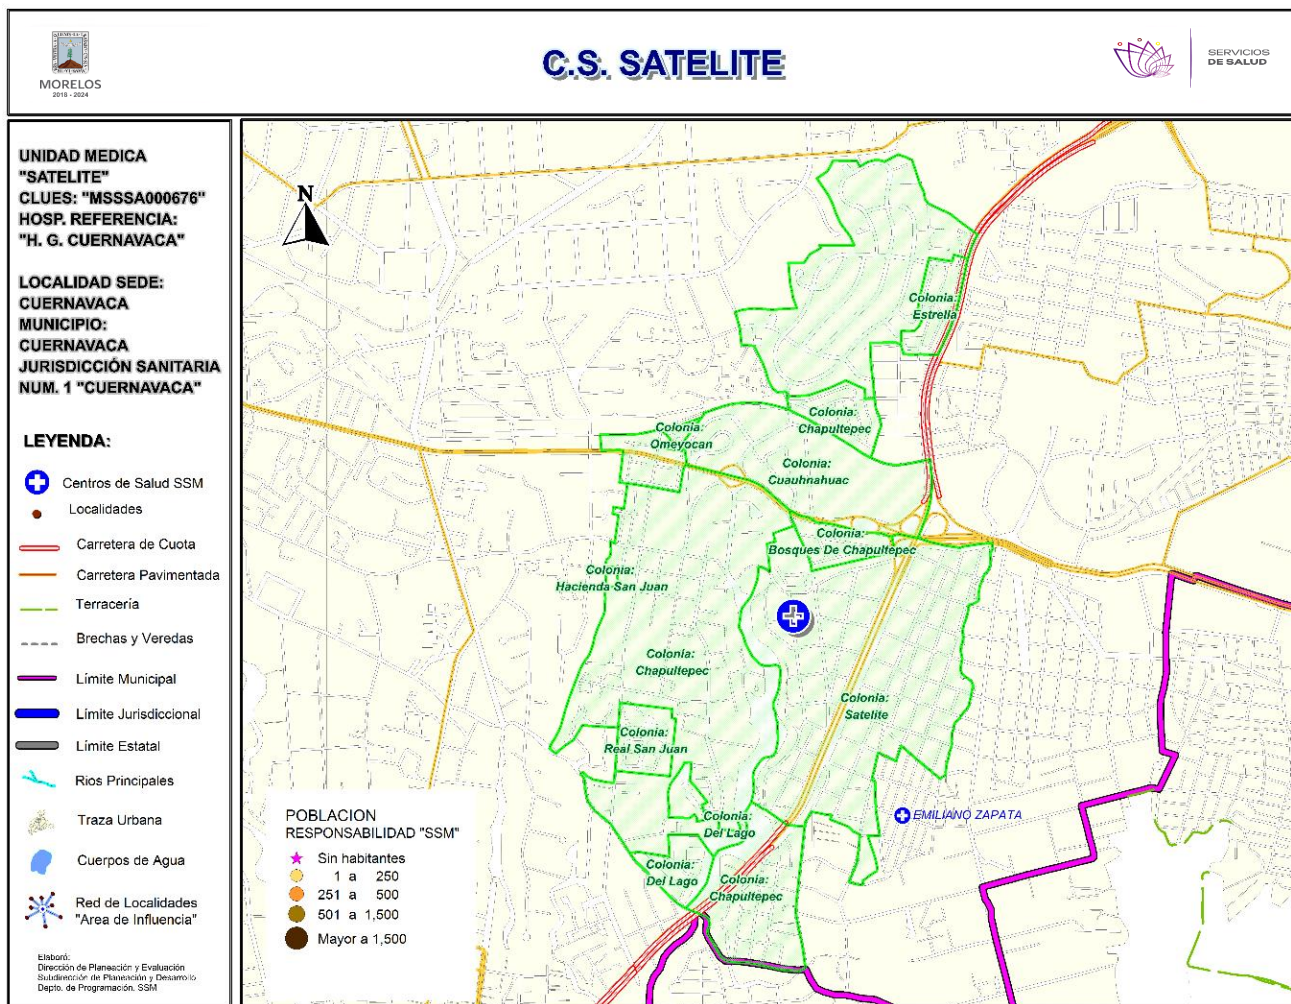 MORELOS
2018 - 2024
C.S. SATELITE
SERVICIOS
DE SALUD
UNIDAD MEDICA
"SATELITE"
CLUES: "MSSSA000676"
HOSP. REFERENCIA:
"H. G. CUERNAVACA"
LOCALIDAD SEDE:
CUERNAVACA
MUNICIPIO:
CUERNAVACA
JURISDICCIÓN SANITARIA
NUM. 1 "CUERNAVACA"
LEYENDA:
Centros de Salud SSM
Localidades
Carretera de Cuota
Carretera Pavimentada
Terracería
Brechas y Veredas
Límite Municipal
Límite Jurisdiccional
Límite Estatal
Rios Principales
Traza Urbana
Cuerpos de Agua
Red de Localidades
"Area de Influencia"
Elaboró:
Dirección de Planeación y Evaluación
Subdirección de Planeación y Desarrollo
Depto. de Programación. SSM
N
Colonia:
Estrella
Colonia:
Chapultepec
Colonia:
Omeyocan
Colonia:
Cuauhnahuac
Colonia:
Bosques De Chapultepec
Colonia:
Hacienda San Juan
Colonia:
Chapultepec
Colonia:
Satelite
Colonia:
Real San Juan
Colonia:
Del Lago
EMILIANO ZAPATA
Colonia:
Del Lago
Colonia:
Chapultepec
POBLACION
RESPONSABILIDAD "SSM"
Sin habitantes
1 a 250
251 a 500
501 a 1,500
Mayor a 1,500